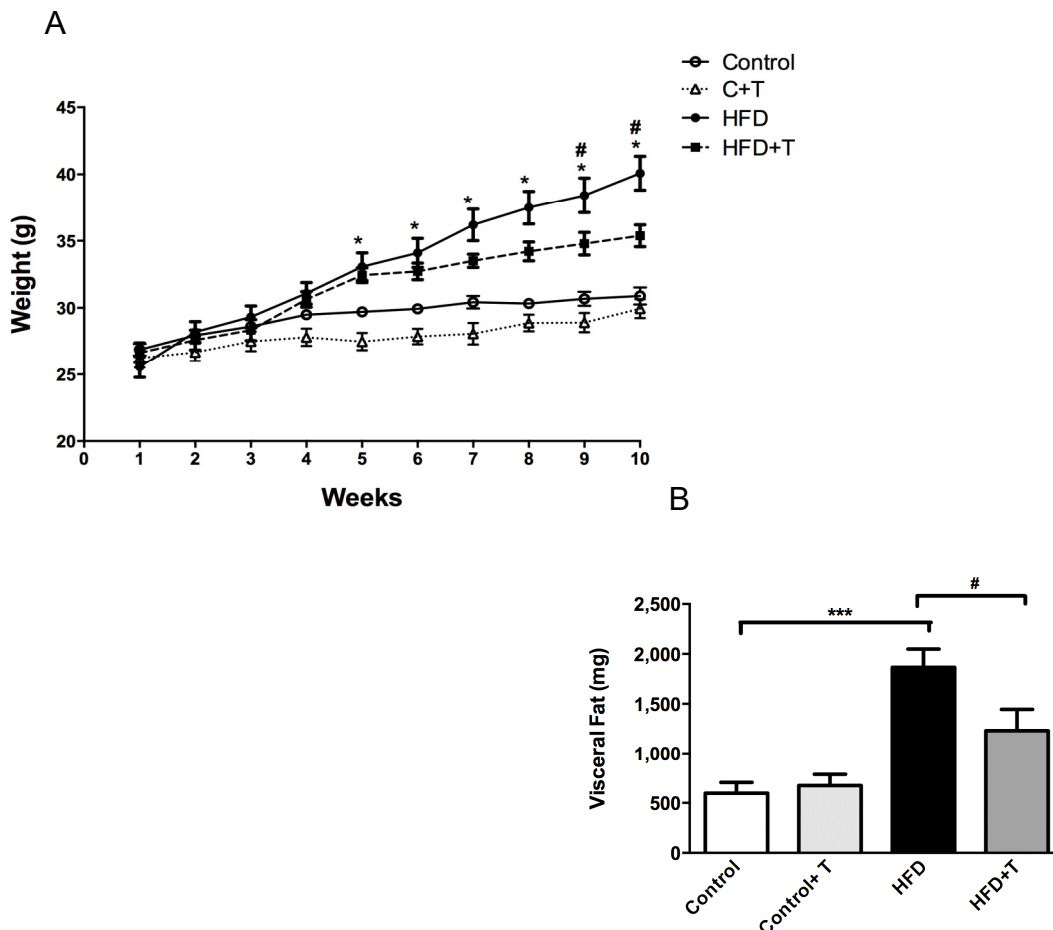 A
Control
C+T
HFD
HFD+T
45
40
35
30
25
20
Weight (g)
# #
* * * * * *
0 1 2 3 4 5 6 7 8 9 10
Weeks
B
2,500
2,000
1,500
1,000
500
0
Visceral Fat (mg)
***
#
Control
Control+ T
HFD
HFD+T